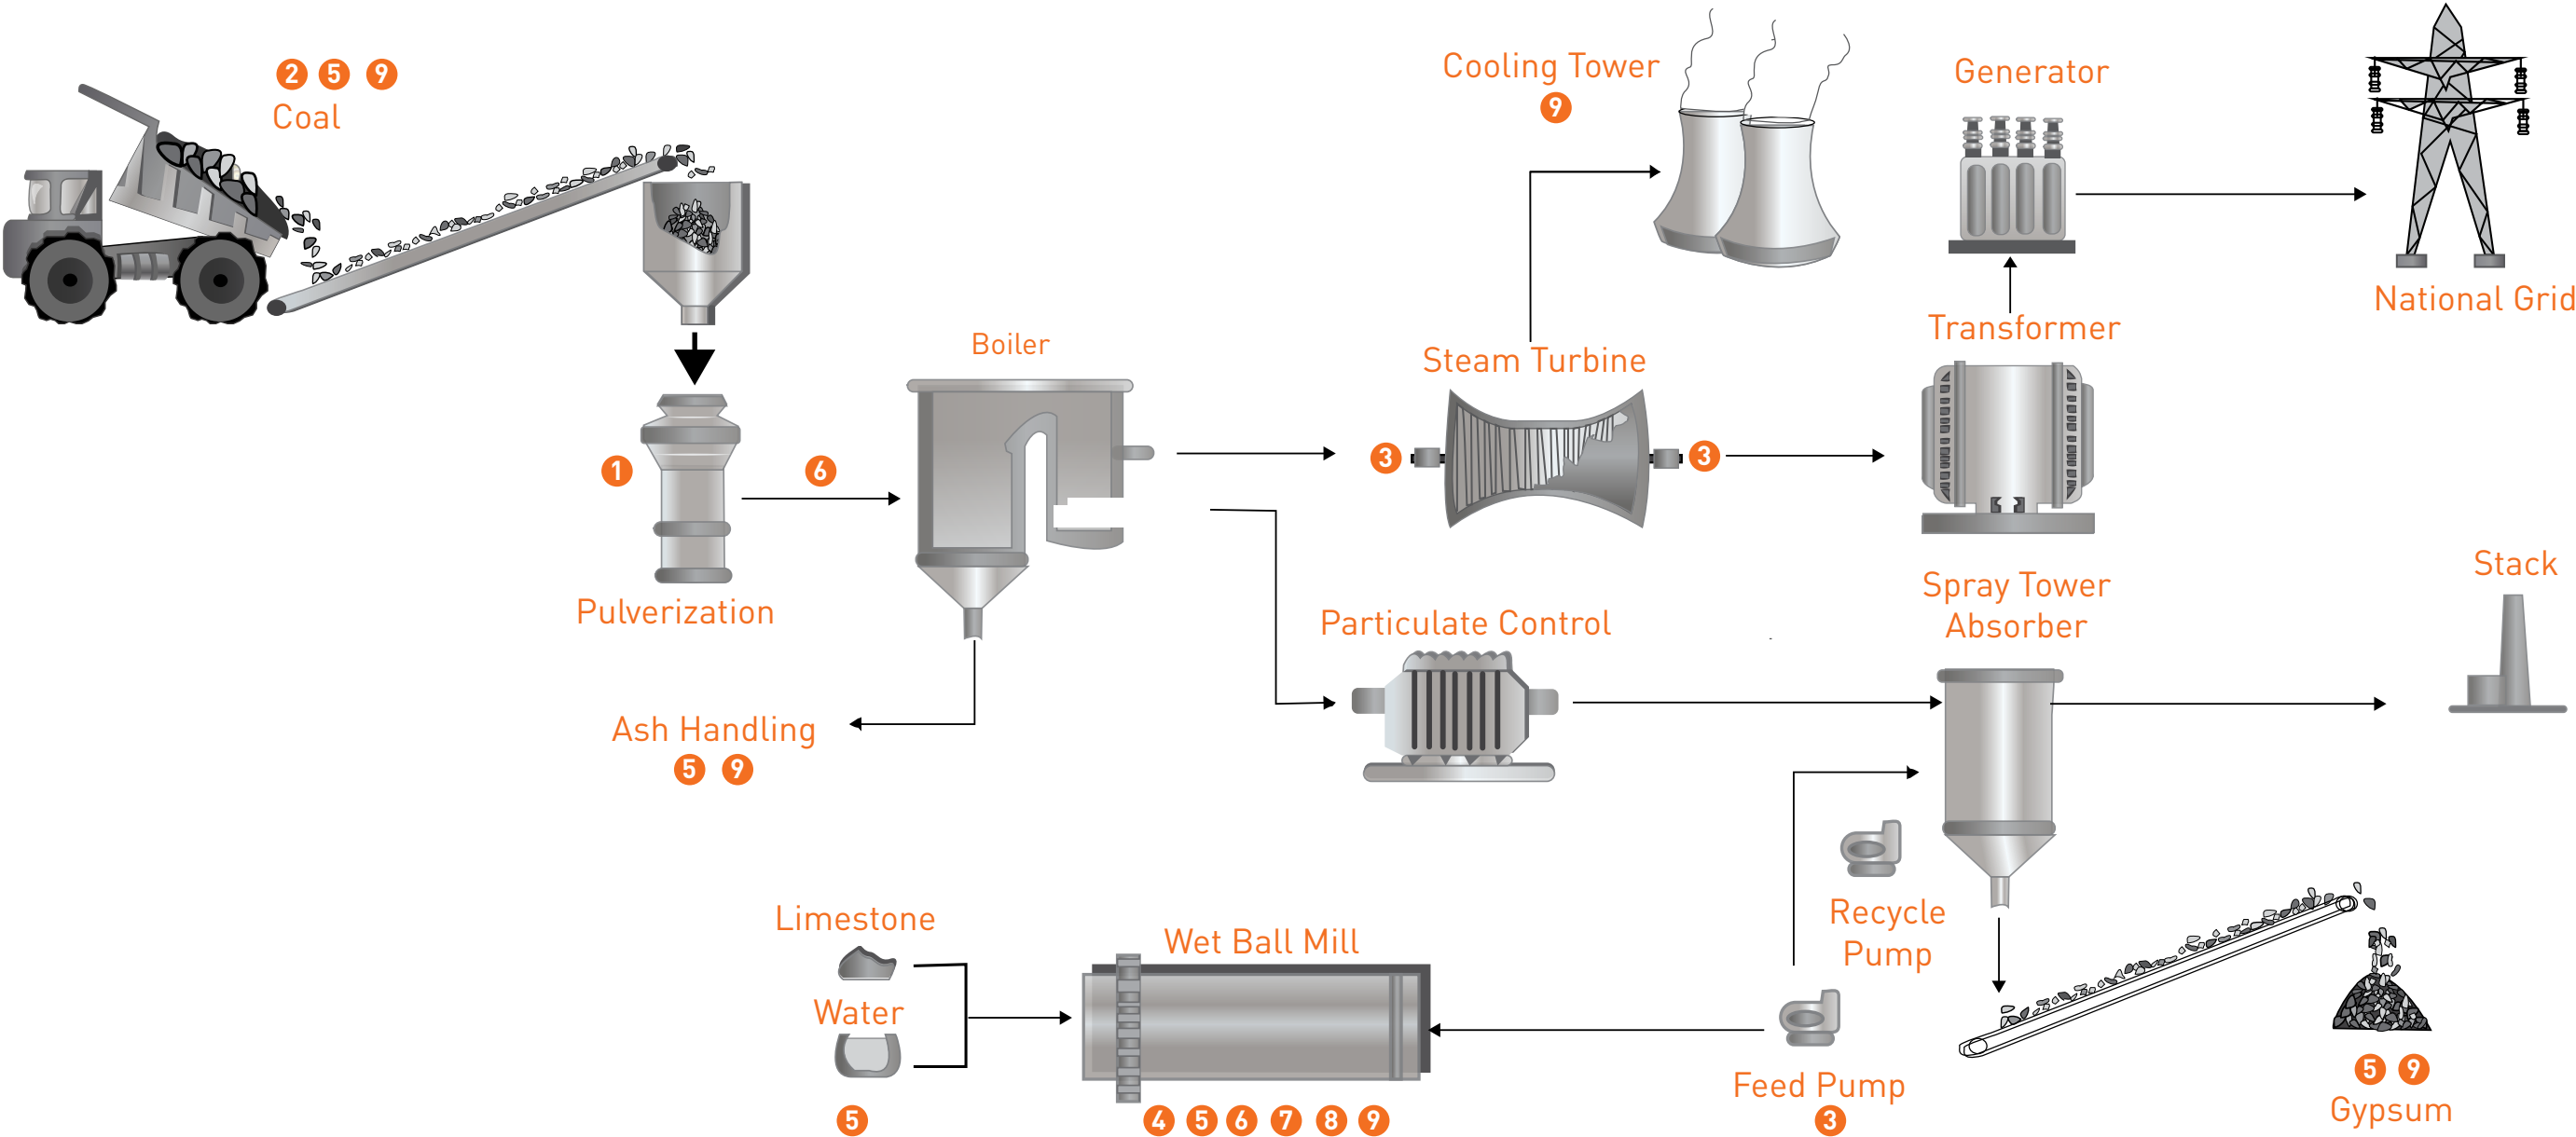 2 5 9
Coal
Cooling Tower
9
Generator
National Grid
Transformer
Boiler
Steam Turbine
3
3
1
6
Pulverization
Particulate Control
Spray Tower
Absorber
Stack
Ash Handling
5 9
Limestone
Water
5
Wet Ball Mill
4 5 6 7 8 9
Recycle
Pump
Feed Pump
3
5 9
Gypsum